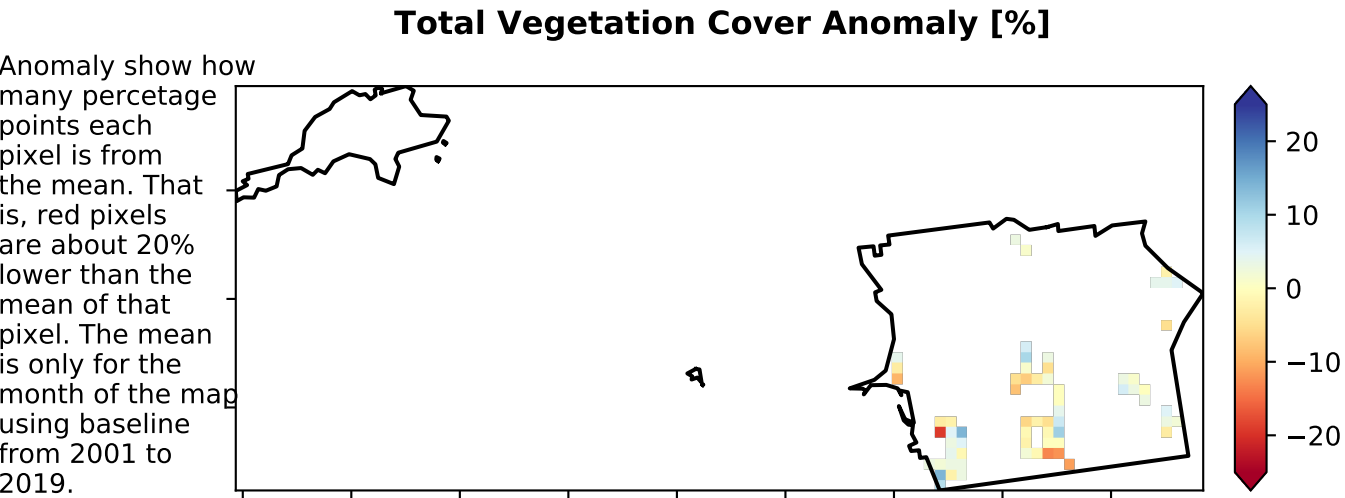 Total Vegetation Cover Anomaly [%]
Anomaly show how
many percetage
points each
pixel is from
the mean. That
is, red pixels
are about 20%
lower than the
mean of that
pixel. The mean
is only for the
month of the map
using baseline
from 2001 to
2019.
20
10
0
−10
−20